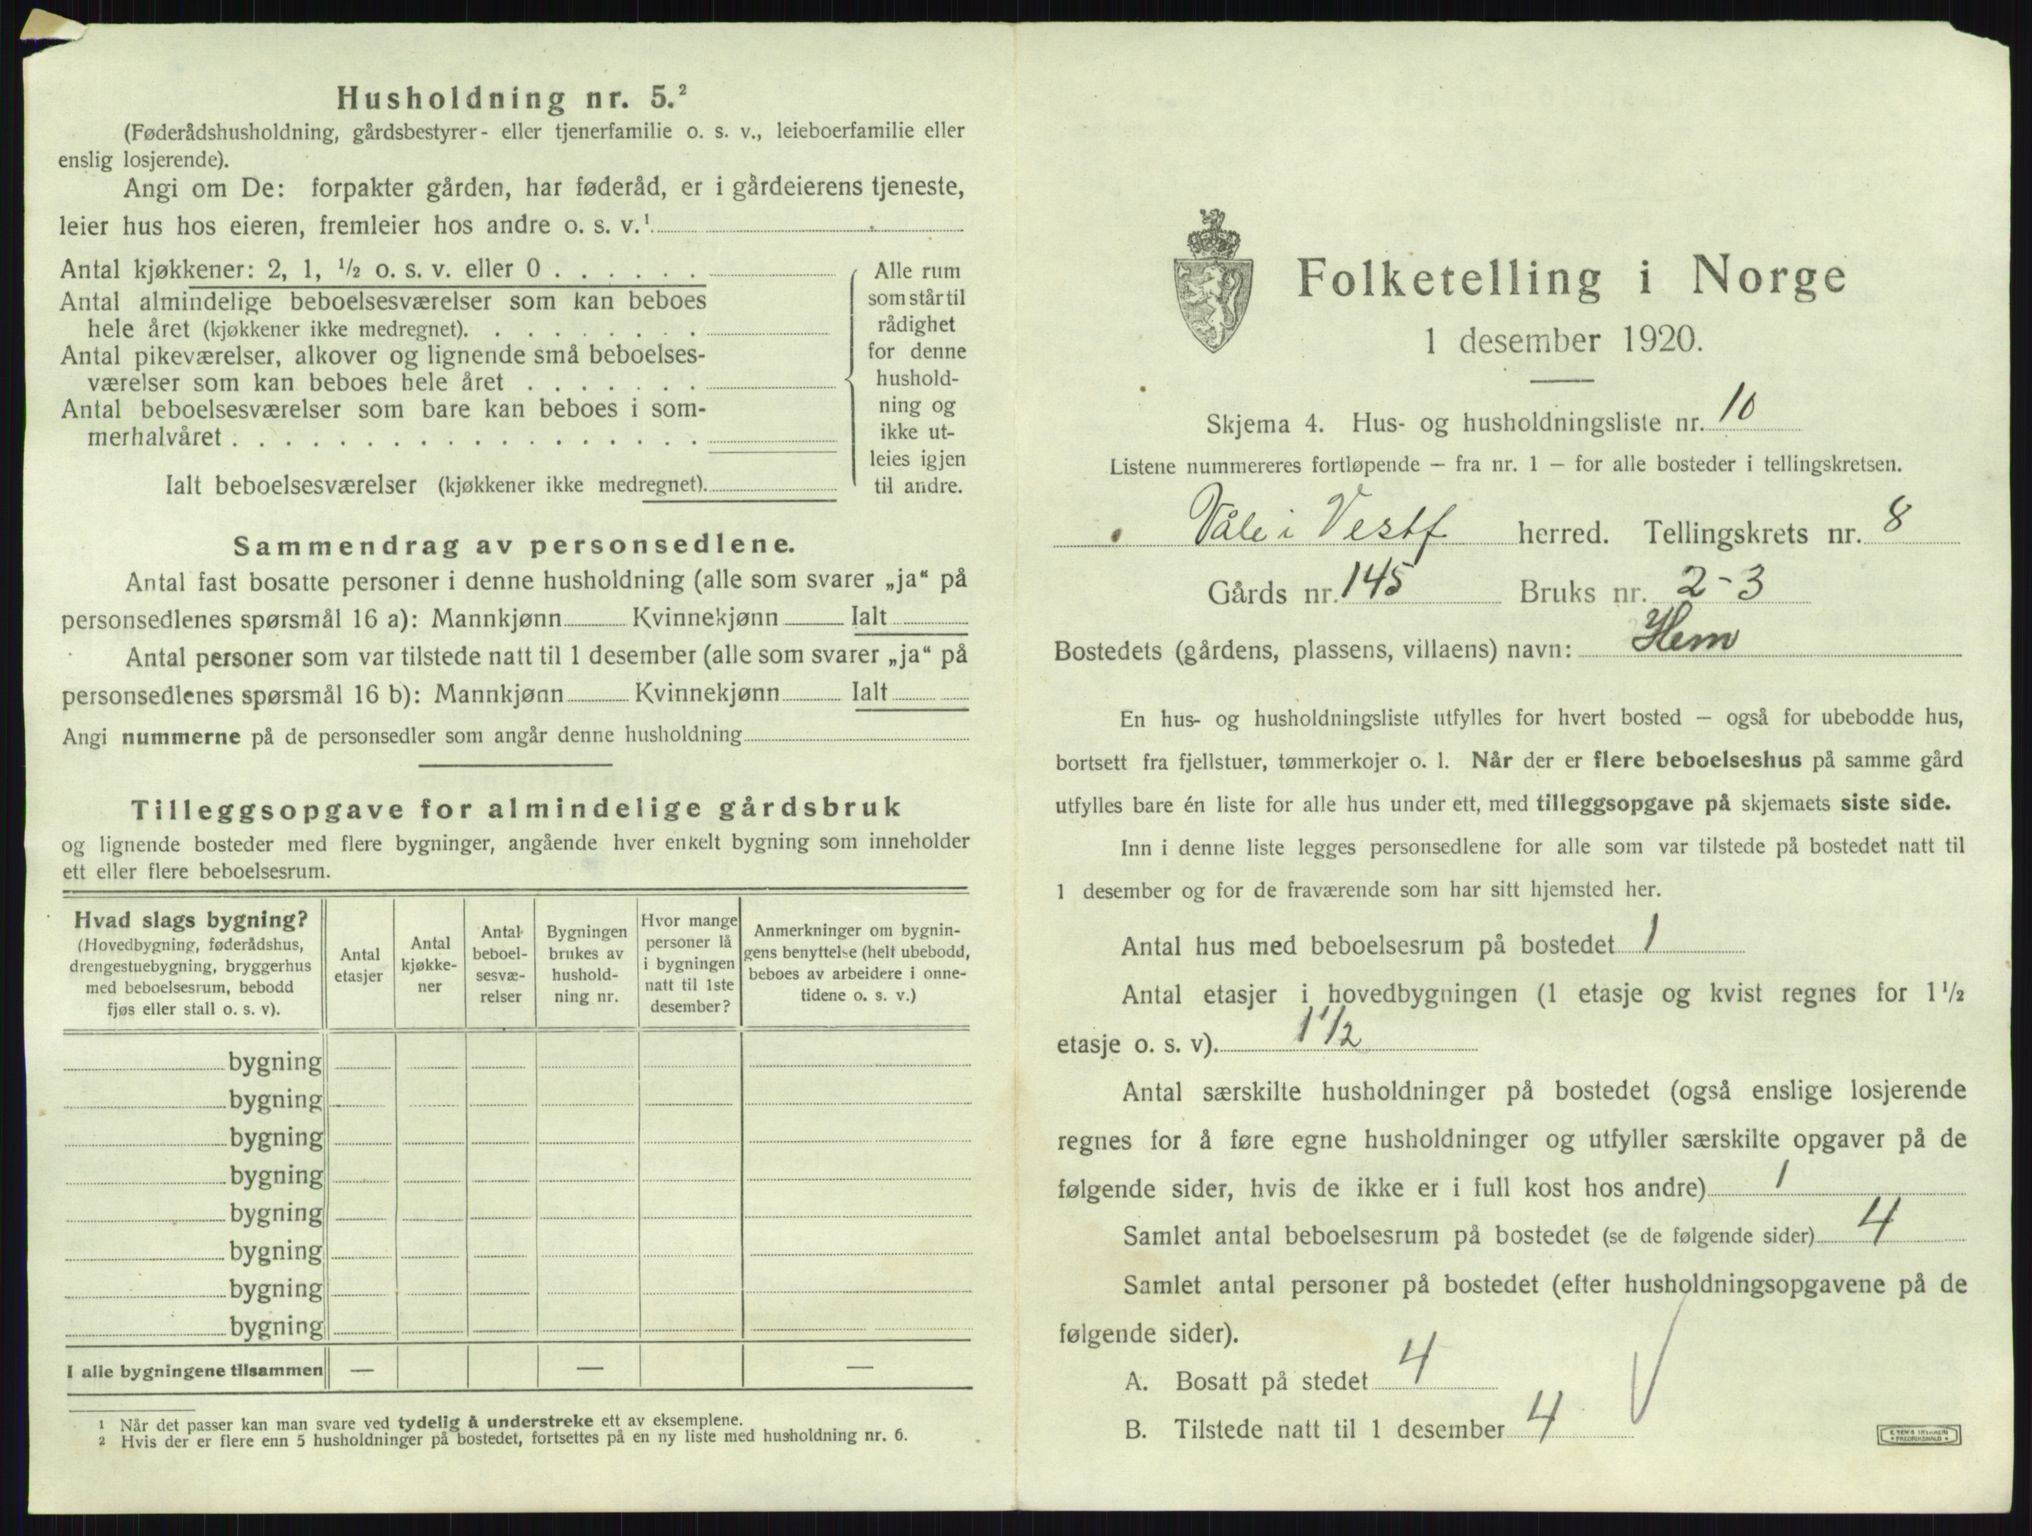 Husholdning nr. 5.²
(Føderådshusholdning, gårdsbestyrer- eller tjenerfamilie o. s. v., leieboerfamilie eller
enslig losjerende).
Angi om De: forpakter gården, har føderåd, er i gårdeierens tjeneste,
leier hus hos eieren, fremleier hos andre o. s. v.¹
Antal kjøkkener: 2, 1, ½ o. s. v. eller 0 . . . . . .
Antal almindelige beboelsesværelser som kan beboes
hele året (kjøkkener ikke medregnet). . . . . . . . .
Antal pikeværelser, alkover og lignende små beboelses-
værelser som kan beboes hele året . . . . . . .
Antal beboelsesværelser som bare kan beboes i som-
merhalvåret . . . . . . . . . . . . . . . . . .
Ialt beboelsesværelser (kjøkkener ikke medregnet).
Alle rum
som står til
rådighet
for denne
hushold-
ning og
ikke ut-
leies igjen
til andre.
Sammendrag av personsedlene.
Antal fast bosatte personer i denne husholdning (alle som svarer „ja“ på
personsedlenes spørsmål 16 a): Mannkjønn Kvinnekjønn Ialt
Antal personer som var tilstede natt til 1 desember (alle som svarer „ja“ på
personsedlenes spørsmål 16 b): Mannkjønn Kvinnekjønn Ialt
Angi nummerne på de personsedler som angår denne husholdning
Tilleggsopgave for almindelige gårdsbruk
og lignende bosteder med flere bygninger, angående hver enkelt bygning som inneholder
ett eller flere beboelsesrum.
Hvad slags bygning?
(Hovedbygning, føderådshus,
drengestuebygning, bryggerhus
med beboelsesrum, bebodd
fjøs eller stall o. s. v).
Antal
etasjer
Antal
kjøkke-
ner
Antal
beboel-
sesvæ-
relser
Bygningen
brukes av
hushold-
ning nr.
Hvor mange
personer lå
i bygningen
natt til 1ste
desember?
Anmerkninger om bygnin-
gens benyttelse (helt ubebodd,
beboes av arbeidere i onne-
tidene o. s. v.)
bygning
bygning
bygning
bygning
bygning
bygning
bygning
bygning
I alle bygningene tilsammen — — —
¹ Når det passer kan man svare ved tydelig å understreke ett av eksemplene.
² Hvis der er flere enn 5 husholdninger på bostedet, fortsettes på en ny liste med husholdning nr. 6.
Folketelling i Norge
1 desember 1920.
Skjema 4. Hus- og husholdningsliste nr. 10
Listene nummereres fortløpende – fra nr. 1 – for alle bosteder i tellingskretsen.
Våle i Vestf herred. Tellingskrets nr. 8
Gårds nr. 145 Bruks nr. 2-3
Bostedets (gårdens, plassens, villaens) navn: Hem
En hus- og husholdningsliste utfylles for hvert bosted – også for ubebodde hus,
bortsett fra fjellstuer, tømmerkojer o. l. Når der er flere beboelseshus på samme gård
utfylles bare én liste for alle hus under ett, med tilleggsopgave på skjemaets siste side.
Inn i denne liste legges personsedlene for alle som var tilstede på bostedet natt til
1 desember og for de fraværende som har sitt hjemsted her.
Antal hus med beboelsesrum på bostedet 1
Antal etasjer i hovedbygningen (1 etasje og kvist regnes for 1½
etasje o. s. v). 1½
Antal særskilte husholdninger på bostedet (også enslige losjerende
regnes for å føre egne husholdninger og utfyller særskilte opgaver på de
følgende sider, hvis de ikke er i full kost hos andre) 1
Samlet antal beboelsesrum på bostedet (se de følgende sider) 4
Samlet antal personer på bostedet (efter husholdningsopgavene på de
følgende sider).
A. Bosatt på stedet 4
B. Tilstede natt til 1 desember 4